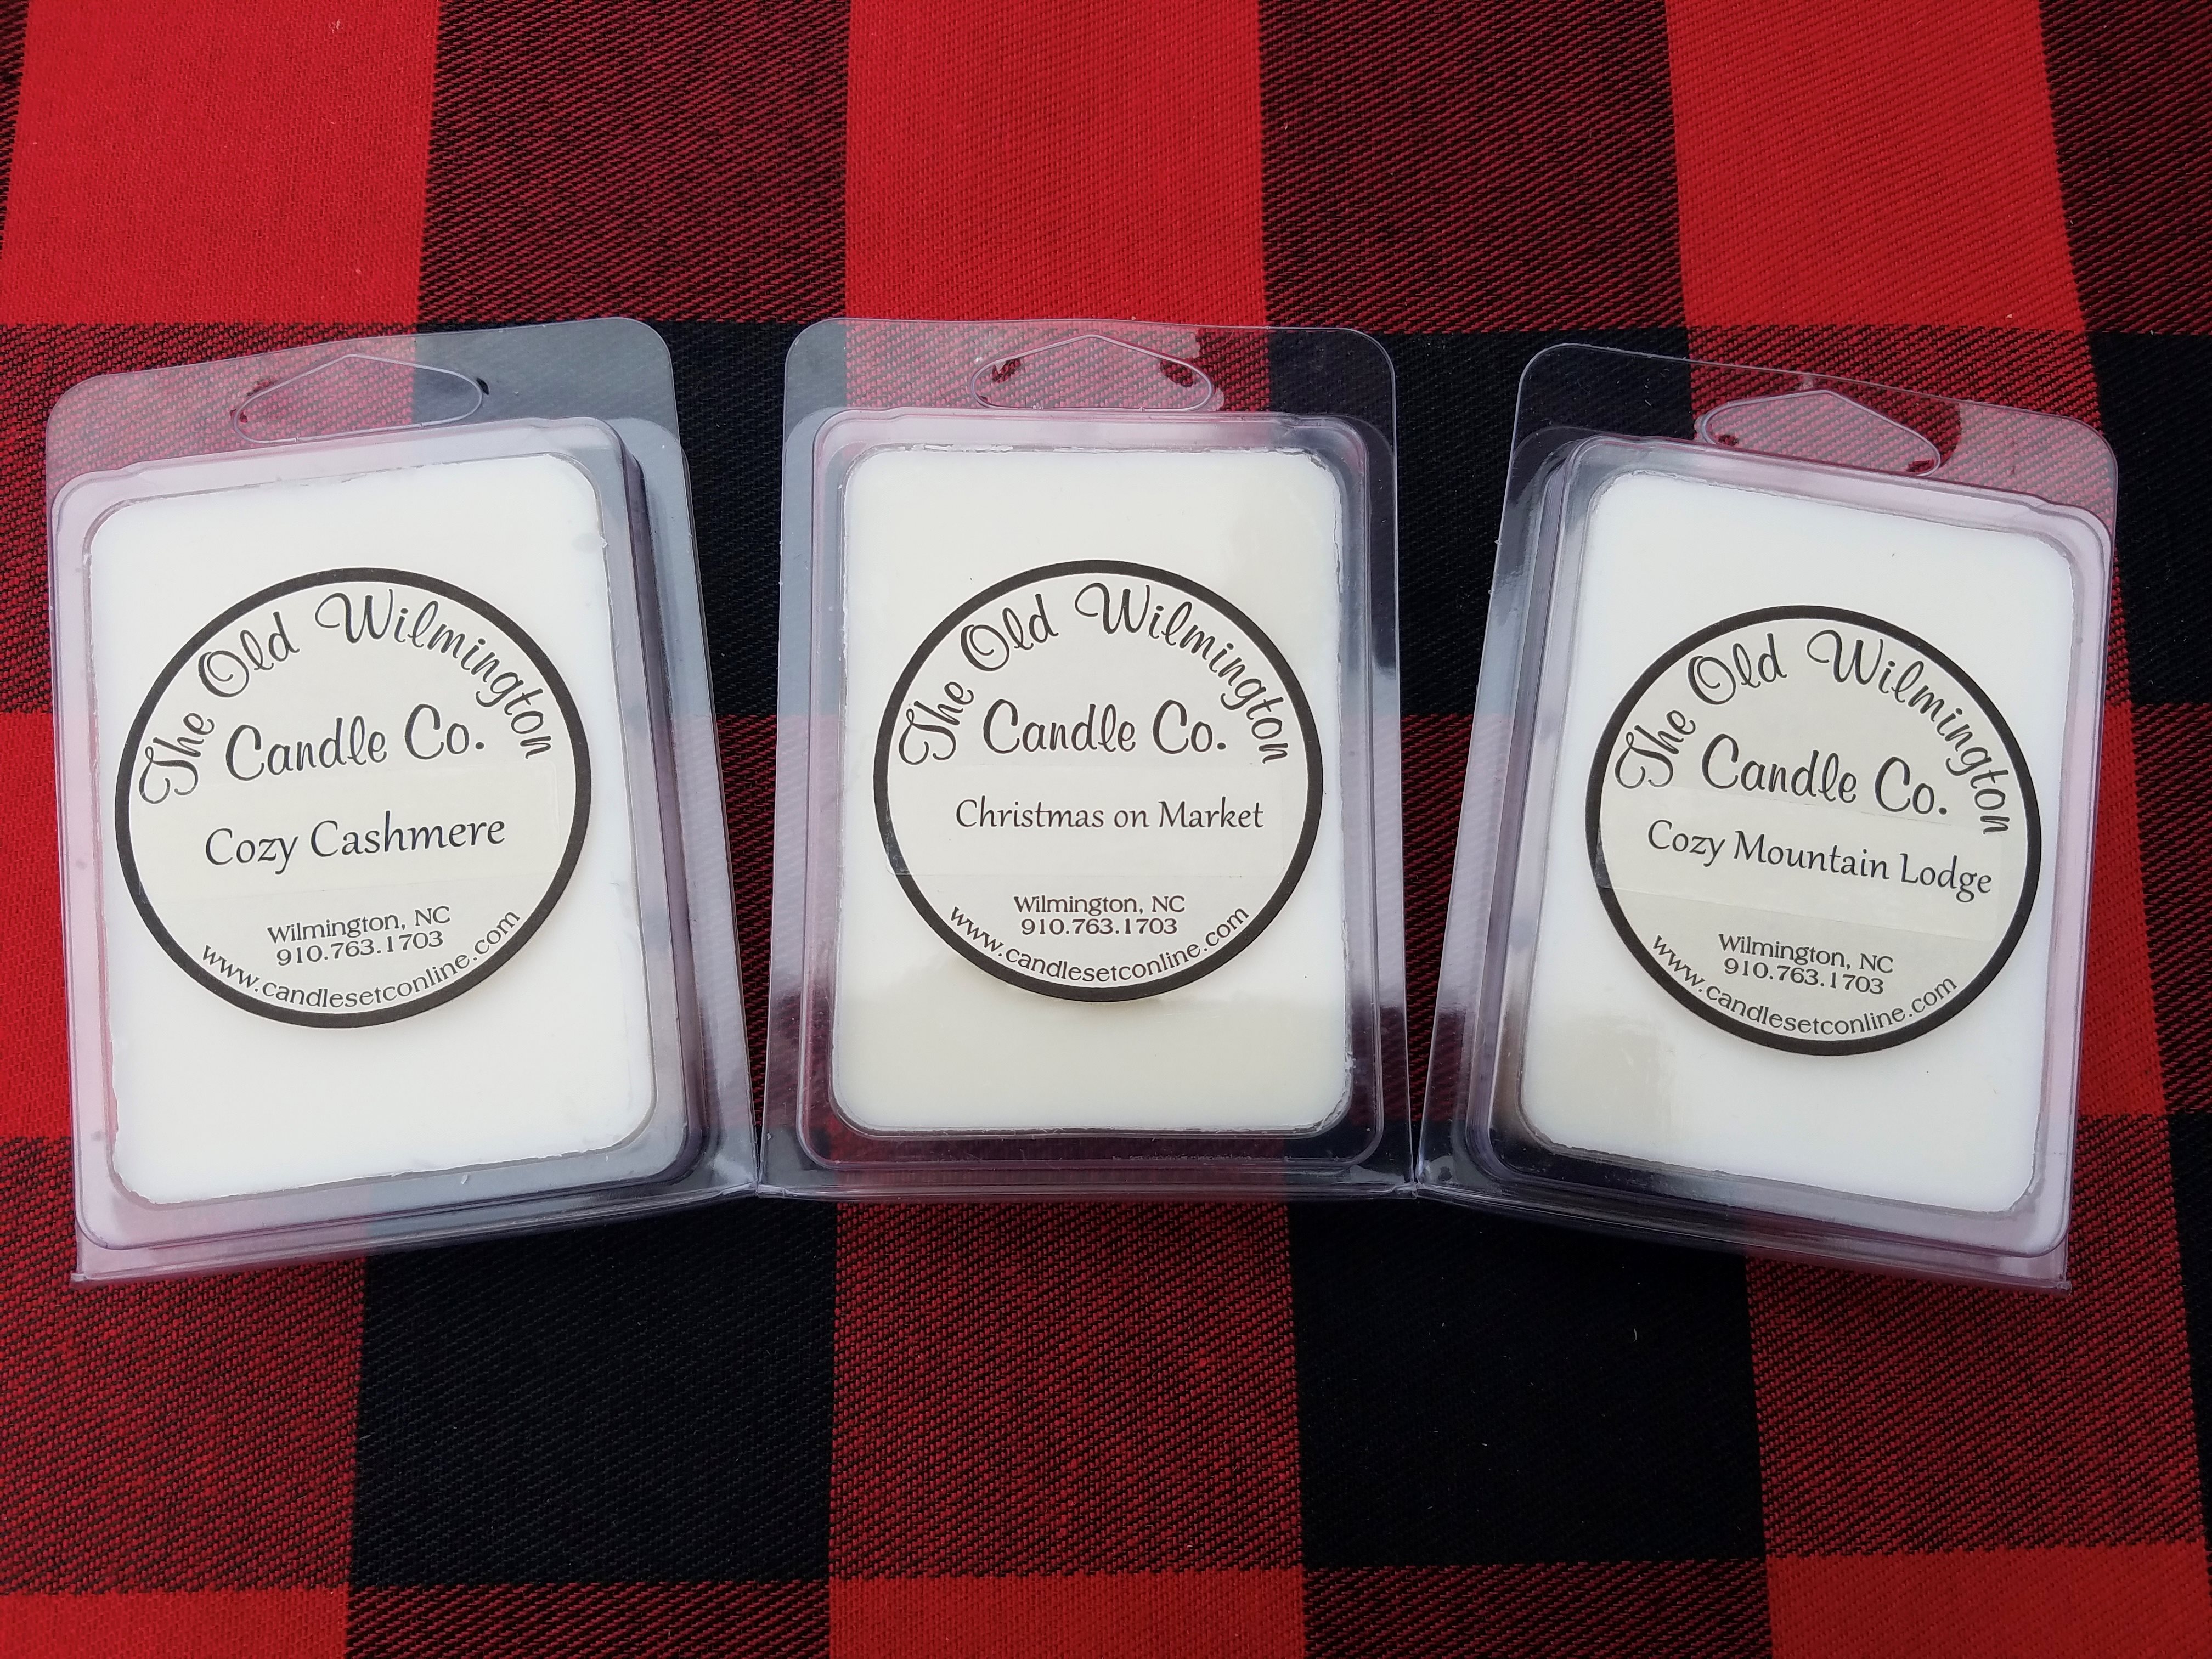 The Old Wilmington
Candle Co.
Cozy Cashmere
Wilmington, NC
910.763.1703
www.candlesetconline.com
The Old Wilmington
Candle Co.
Christmas on Market
Wilmington, NC
910.763.1703
www.candlesetconline.com
The Old Wilmington
Candle Co.
Cozy Mountain Lodge
Wilmington, NC
910.763.1703
www.candlesetconline.com